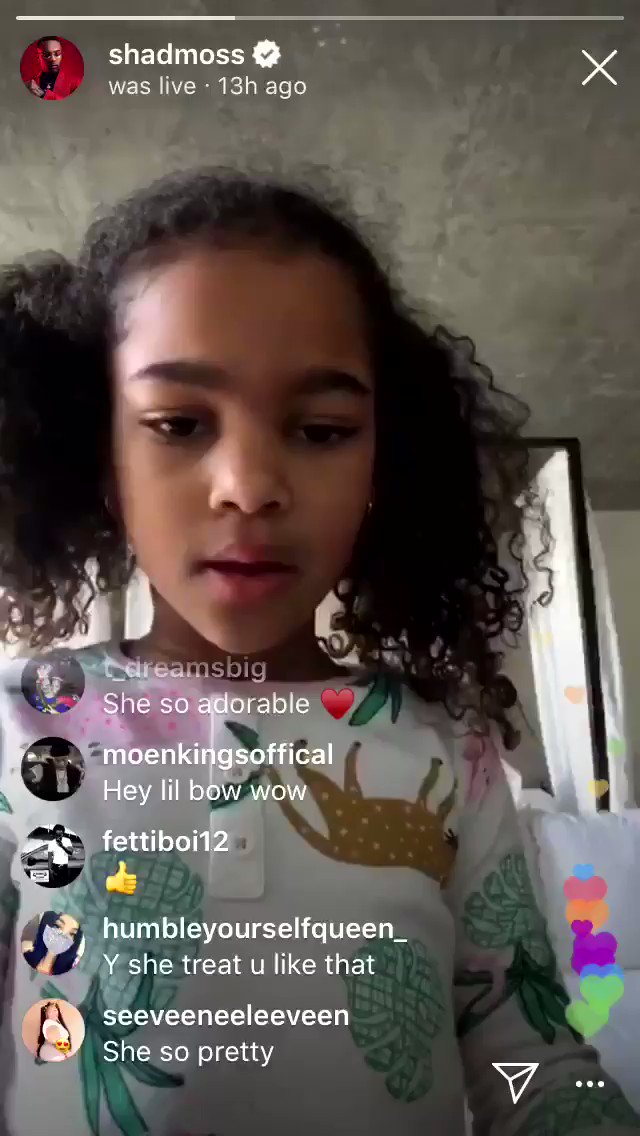 shadmoss
was live · 13h ago
t_dreamsbig
She so adorable ♥️
moenkingsoffical
Hey lil bow wow
fettiboi12
👍
humbleyourselfqueen_
Y she treat u like that
seeveeneeleeveen
She so pretty